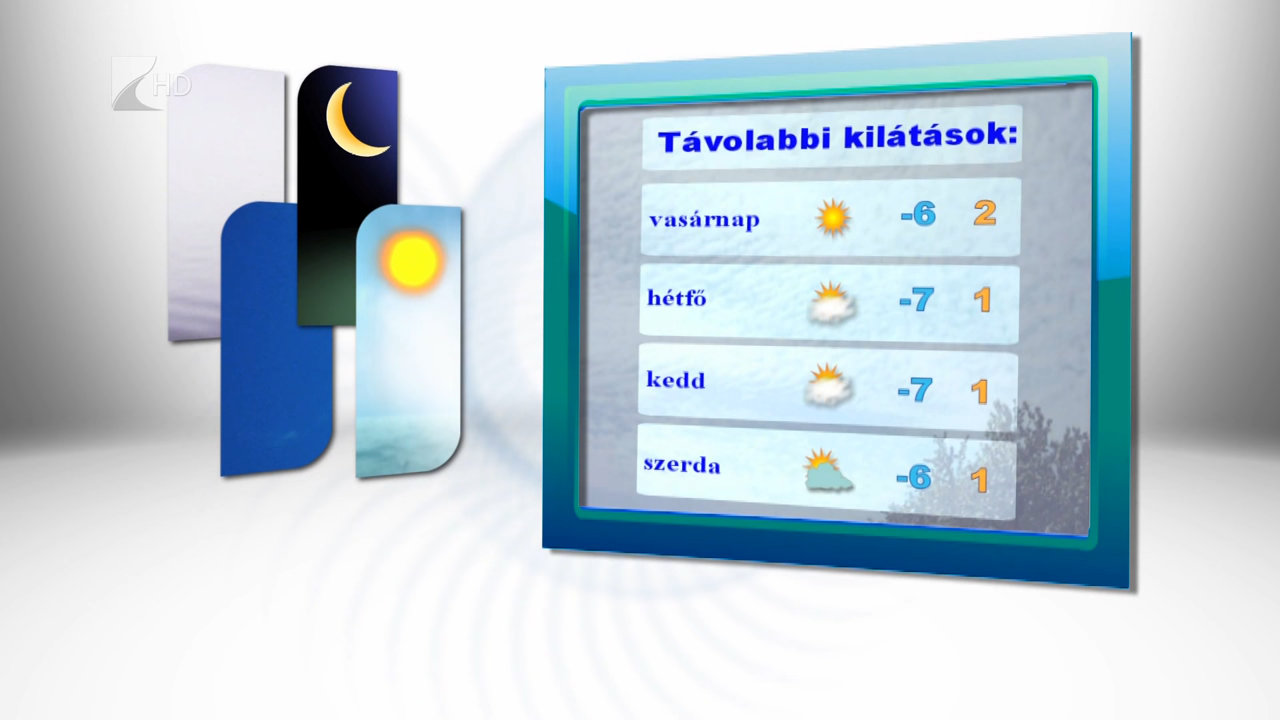 HD
Távolabbi kilátások:
vasárnap -6 2
hétfő -7 1
kedd -7 1
szerda -6 1